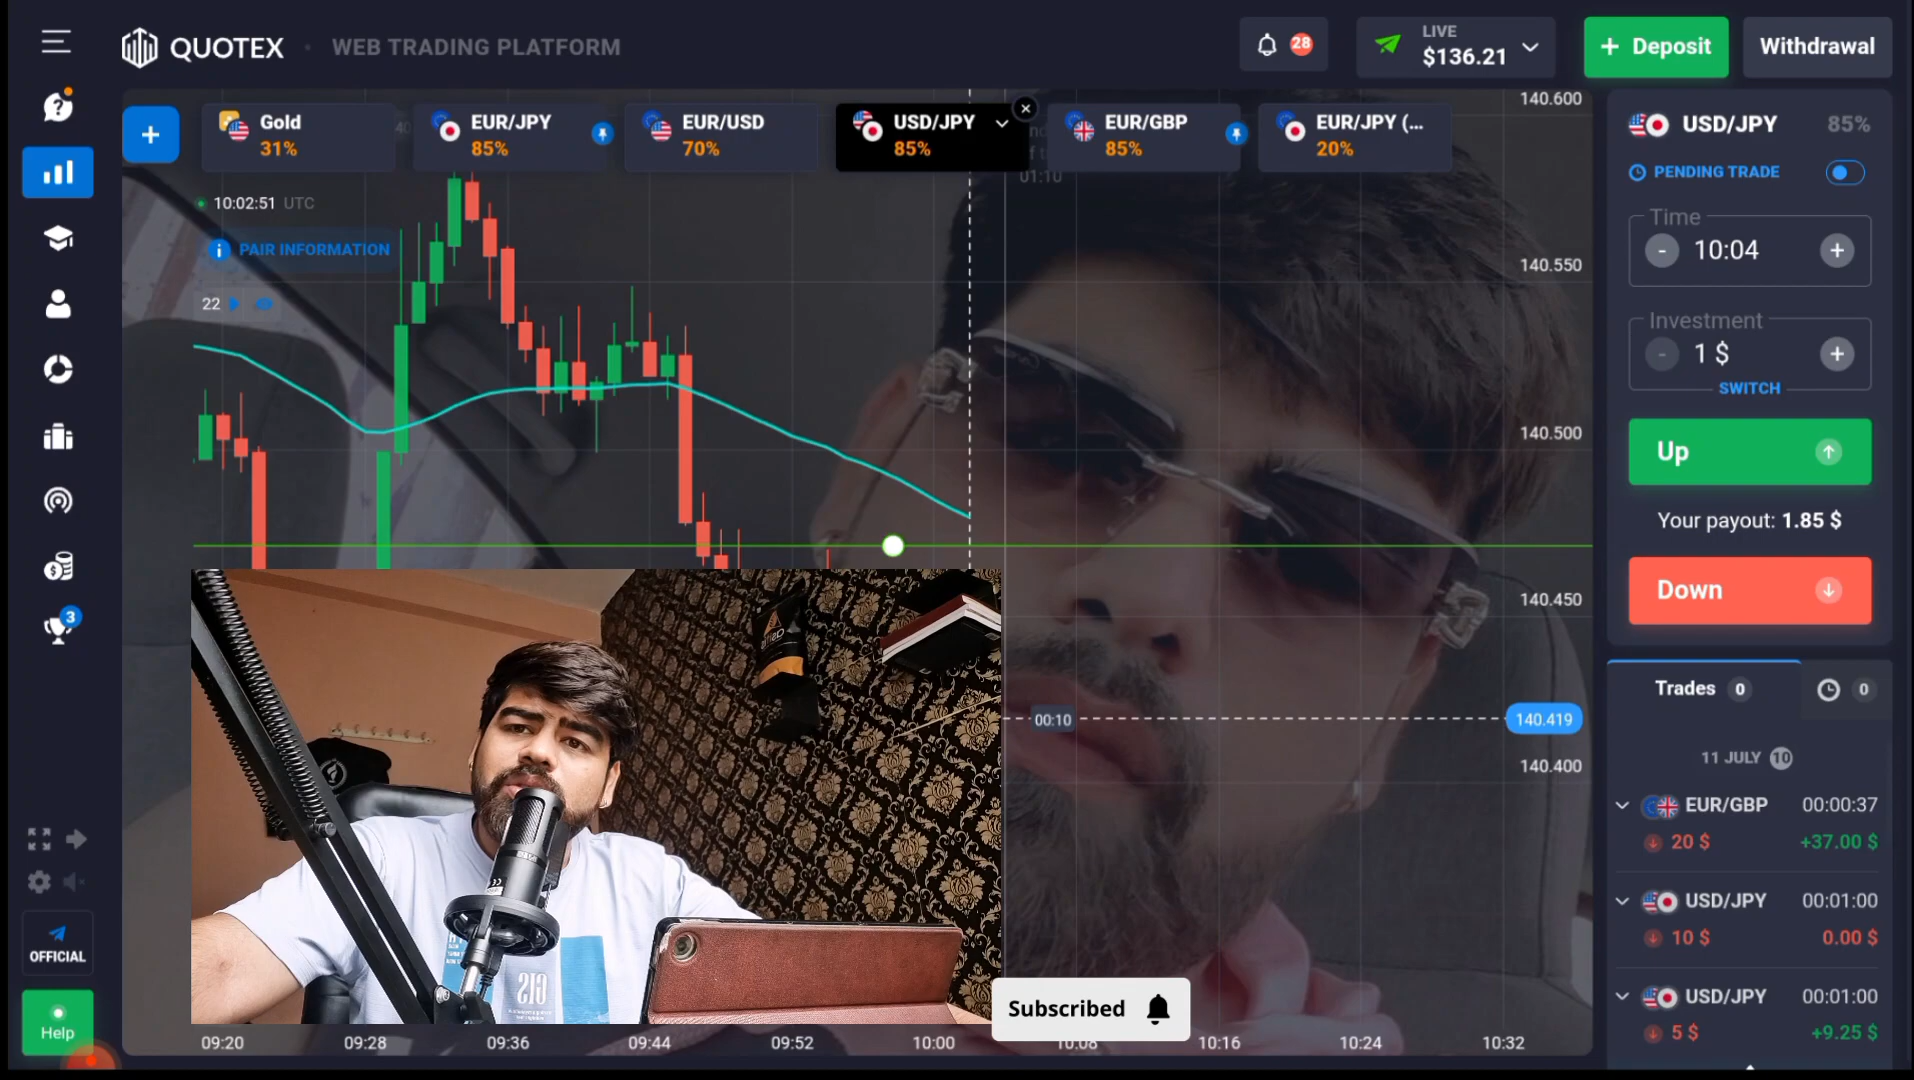 QUOTEX
WEB TRADING PLATFORM
28
LIVE
$136.21
+ Deposit
Withdrawal
+
Gold
31%
EUR/JPY
85%
EUR/USD
70%
USD/JPY
85%
EUR/GBP
85%
EUR/JPY (...
20%
01:10
10:02:51 UTC
PAIR INFORMATION
22
140.600
140.550
140.500
140.450
00:10
140.419
140.400
09:20
09:28
09:36
09:44
09:52
10:00
10:08
10:16
10:24
10:32
Subscribed
3
OFFICIAL
Help
USD/JPY
85%
PENDING TRADE
Time
- 10:04 +
Investment
- 1 $ +
SWITCH
Up
Your payout: 1.85 $
Down
Trades 0
0
11 JULY 10
EUR/GBP 00:00:37
20 $ +37.00 $
USD/JPY 00:01:00
10 $ 0.00 $
USD/JPY 00:01:00
5 $ +9.25 $